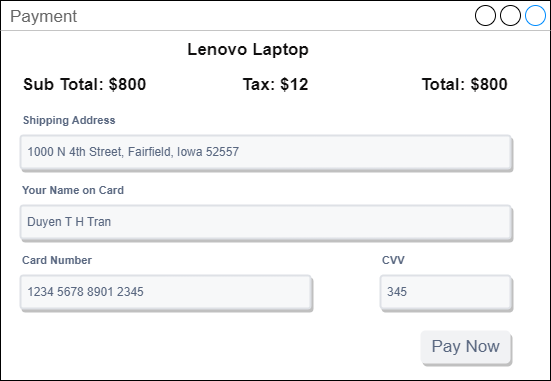 Payment
Lenovo Laptop
Sub Total: $800 Tax: $12 Total: $800
Shipping Address
1000 N 4th Street, Fairfield, Iowa 52557
Your Name on Card
Duyen T H Tran
Card Number CVV
1234 5678 8901 2345 345
Pay Now